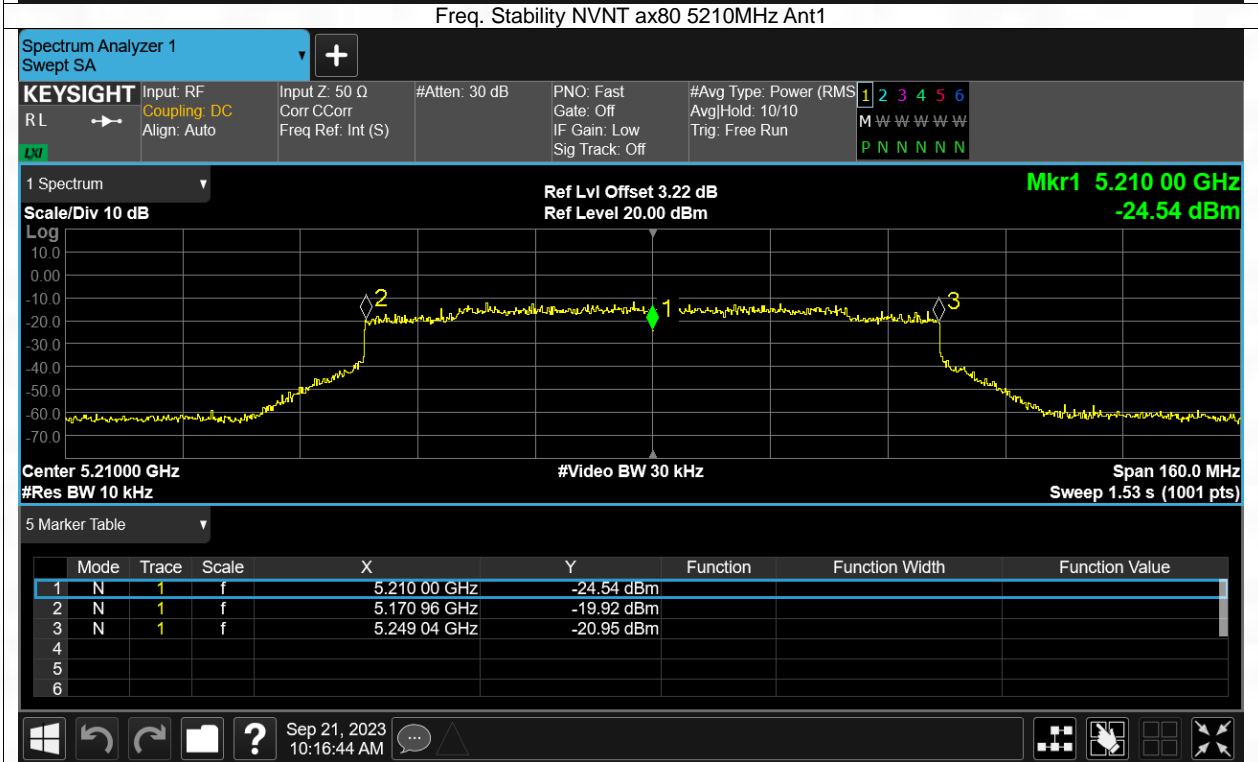 Freq. Stability NVNT ax80 5210MHz Ant1
Spectrum Analyzer 1
Swept SA
+
KEYSIGHT
RL
LXI
Input: RF
Coupling: DC
Align: Auto
Input Z: 50 Ω
Corr CCorr
Freq Ref: Int (S)
#Atten: 30 dB
PNO: Fast
Gate: Off
IF Gain: Low
Sig Track: Off
#Avg Type: Power (RMS
Avg|Hold: 10/10
Trig: Free Run
1 2 3 4 5 6
M W W W W W
P N N N N N
1 Spectrum
Scale/Div 10 dB
Ref Lvl Offset 3.22 dB
Ref Level 20.00 dBm
Mkr1 5.210 00 GHz
-24.54 dBm
Log
10.0
0.00
-10.0
-20.0
-30.0
-40.0
-50.0
-60.0
-70.0
2
1
3
Center 5.21000 GHz
#Res BW 10 kHz
#Video BW 30 kHz
Span 160.0 MHz
Sweep 1.53 s (1001 pts)
5 Marker Table
Mode Trace Scale X Y Function Function Width Function Value
1 N 1 f 5.210 00 GHz -24.54 dBm
2 N 1 f 5.170 96 GHz -19.92 dBm
3 N 1 f 5.249 04 GHz -20.95 dBm
4
5
6
?
Sep 21, 2023
10:16:44 AM